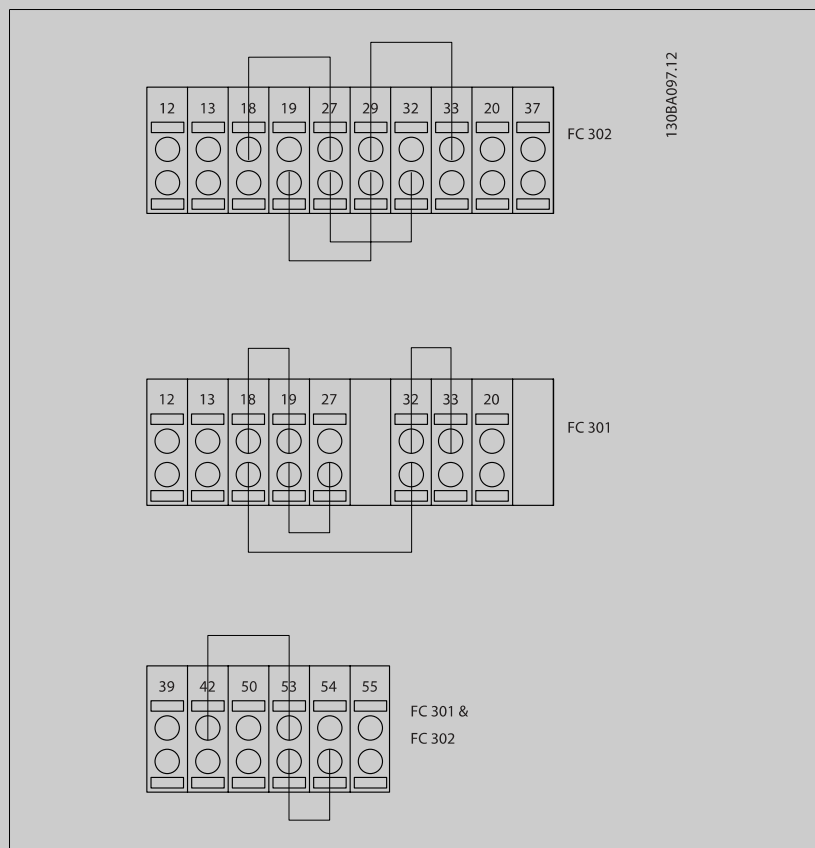 130BA097.12
12 13 18 19 27 29 32 33 20 37
FC 302
12 13 18 19 27 32 33 20
FC 301
39 42 50 53 54 55
FC 301 &
FC 302